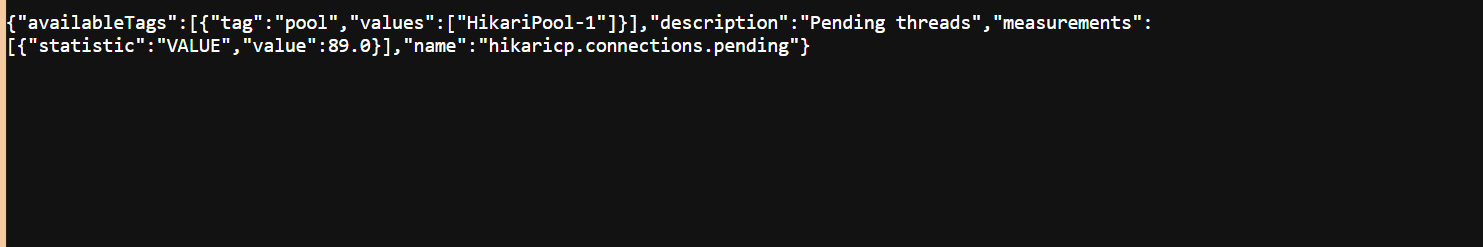 {"availableTags":[{"tag":"pool","values":["HikariPool-1"]}],"description":"Pending threads","measurements":
[{"statistic":"VALUE","value":89.0}],"name":"hikaricp.connections.pending"}